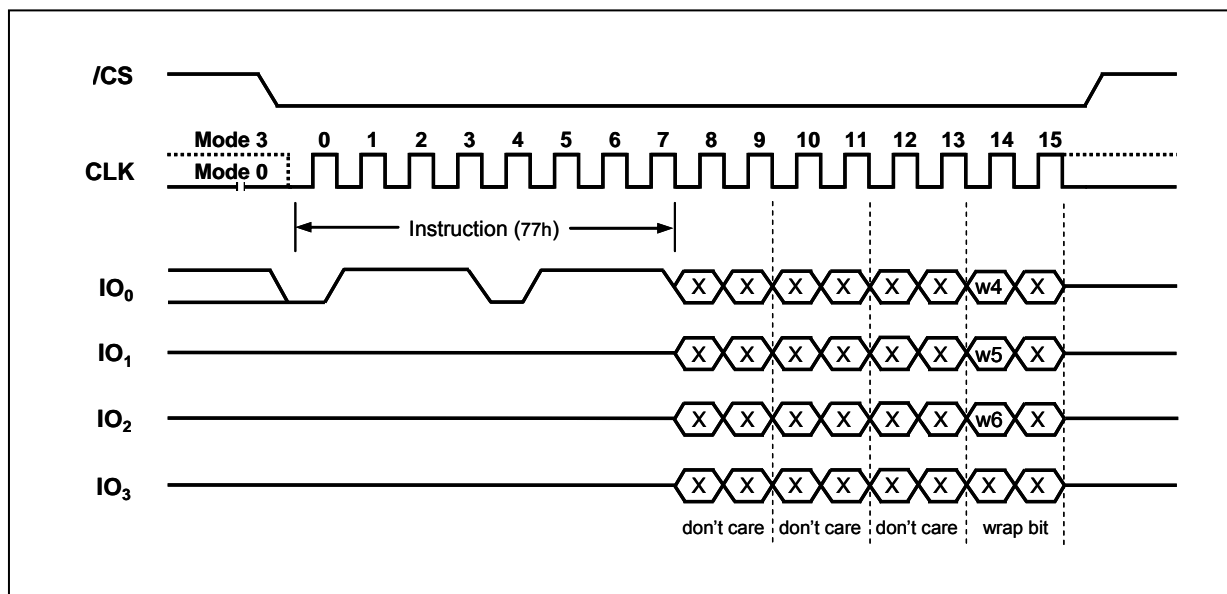 /CS
Mode 3 0 1 2 3 4 5 6 7 8 9 10 11 12 13 14 15
CLK Mode 0
Instruction (77h)
IO0 X X X X X X w4 X
IO1 X X X X X X w5 X
IO2 X X X X X X w6 X
IO3 X X X X X X X X
don't care don't care don't care wrap bit